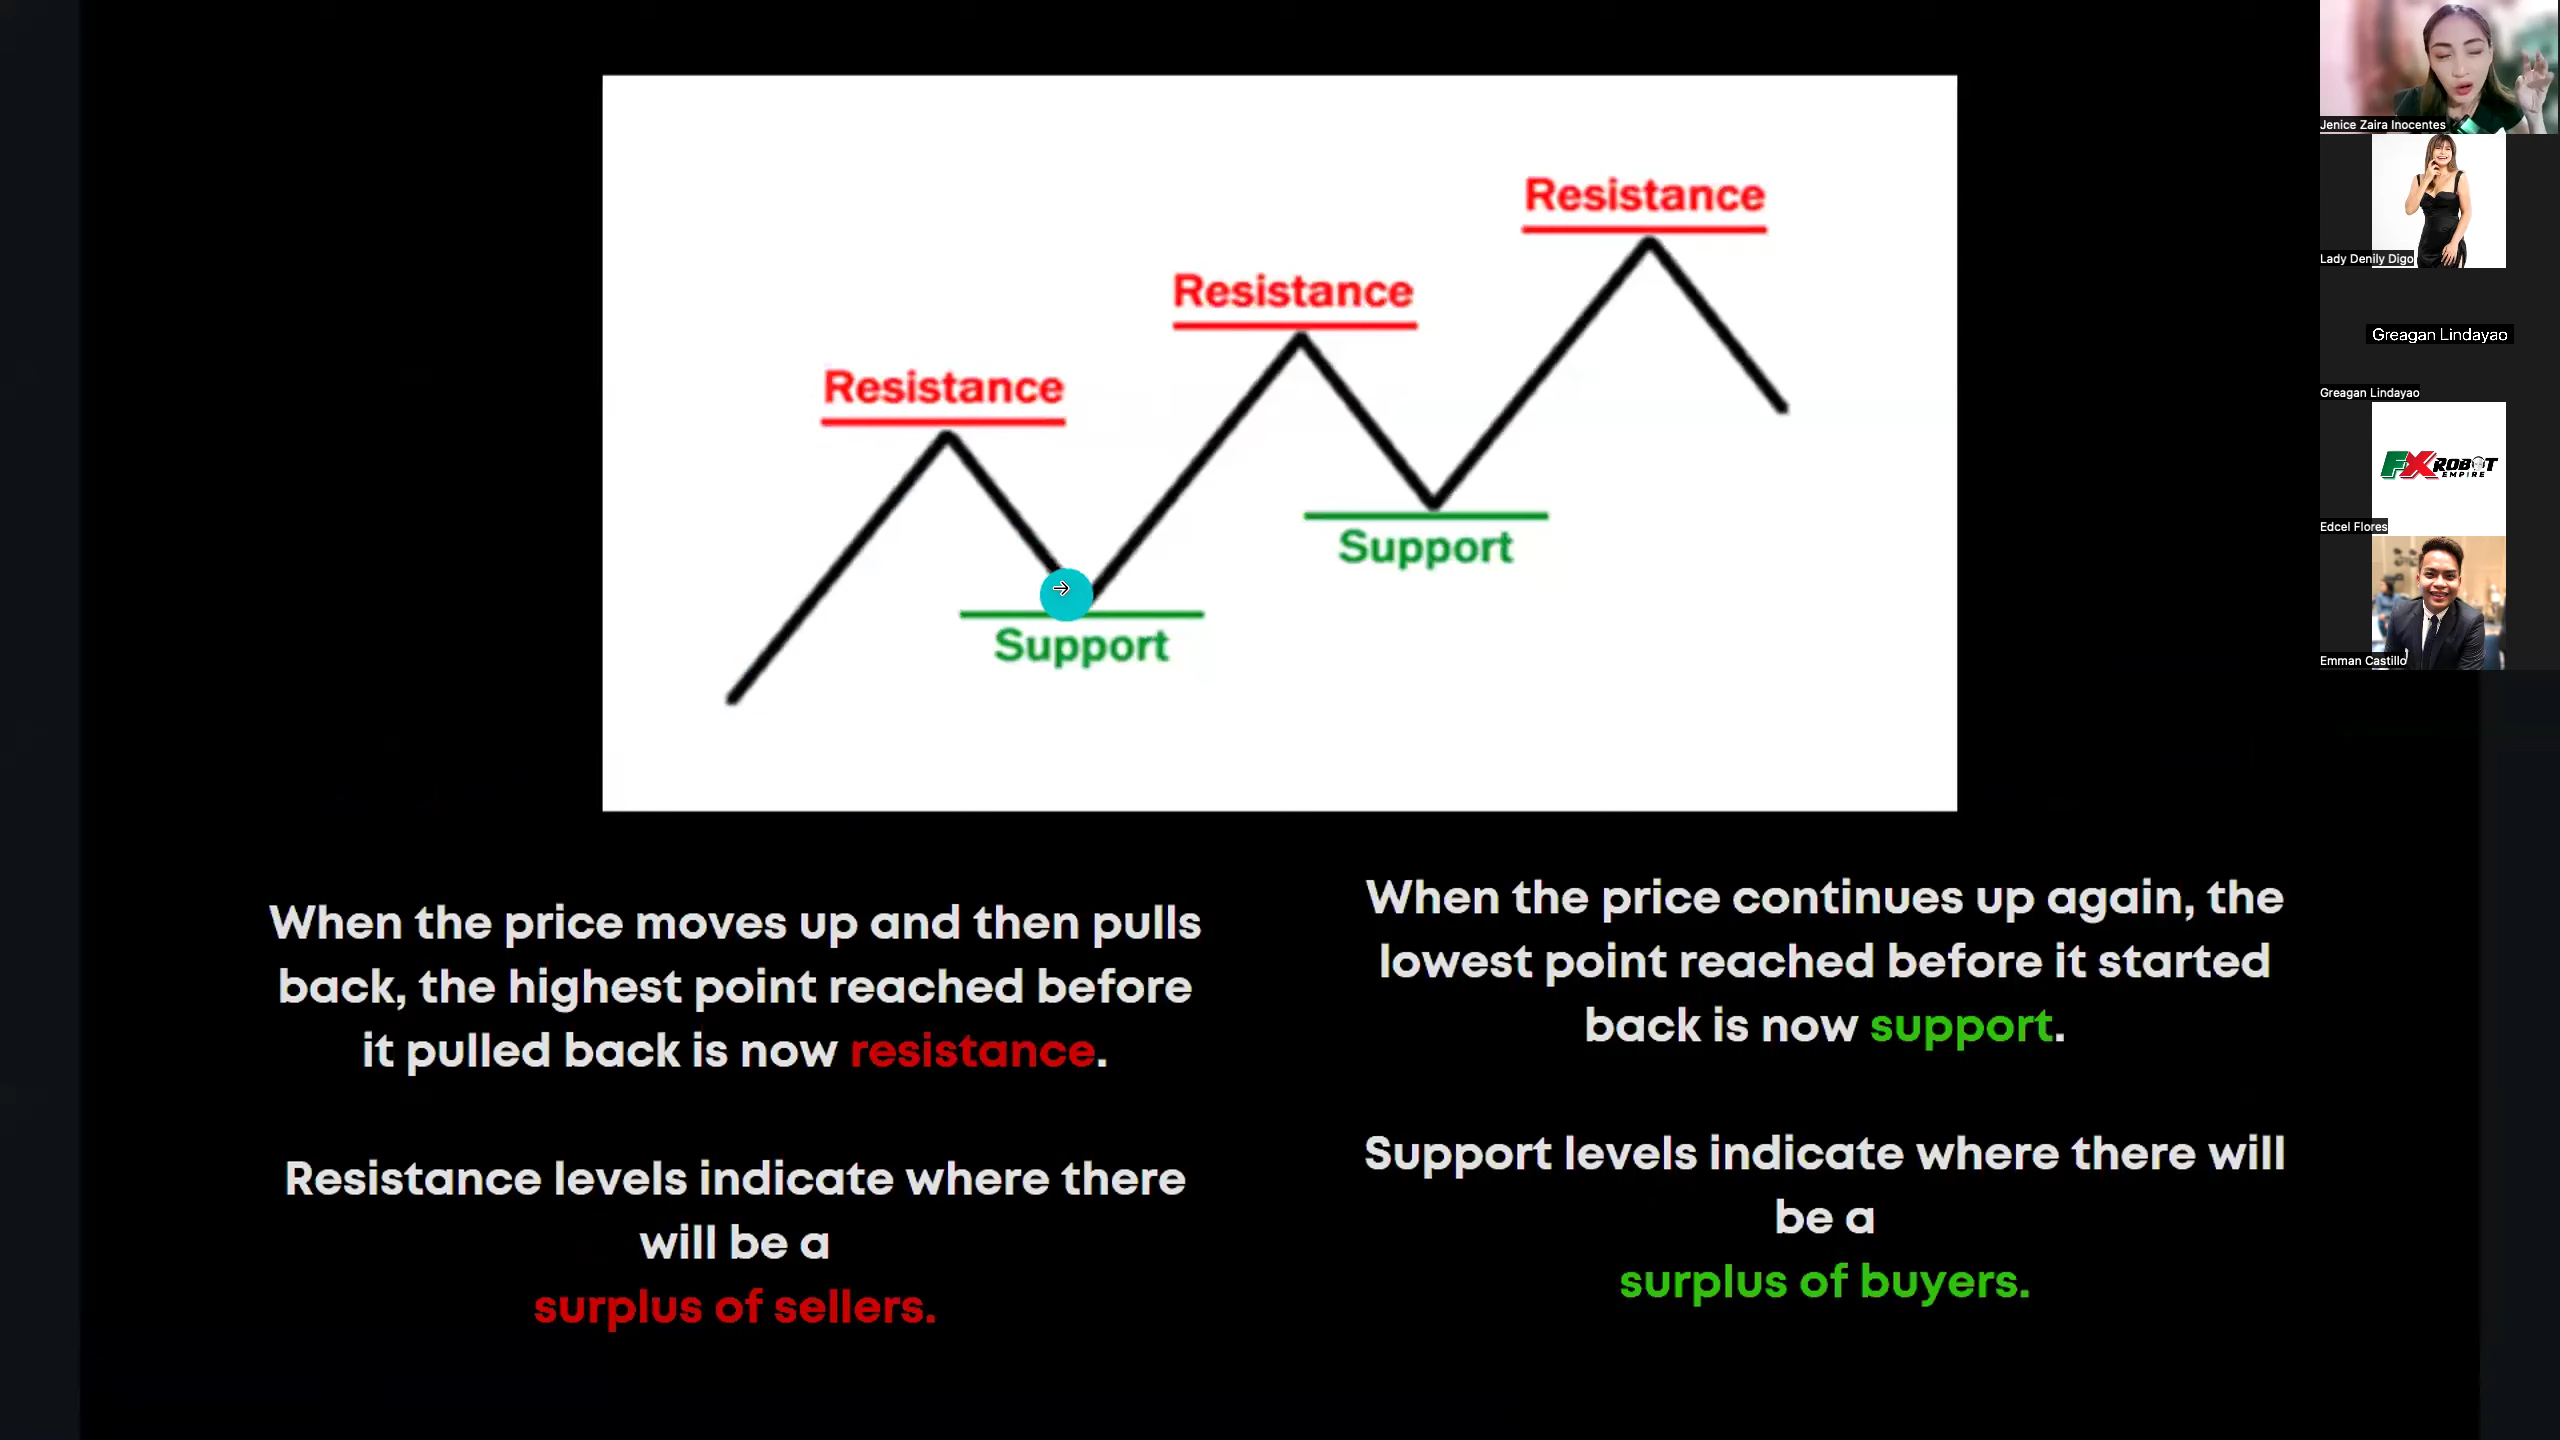 Resistance
Resistance
Resistance
Support
Support
When the price moves up and then pulls
back, the highest point reached before
it pulled back is now resistance.
Resistance levels indicate where there
will be a
surplus of sellers.
When the price continues up again, the
lowest point reached before it started
back is now support.
Support levels indicate where there will
be a
surplus of buyers.
Jenice Zaira Inocentes
Lady Denily Digo
Greagan Lindayao
Greagan Lindayao
FX ROBOT
EMPIRE
Edcel Flores
Emman Castillo